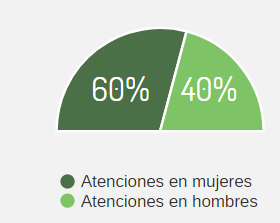 60% 40%
Atenciones en mujeres
Atenciones en hombres